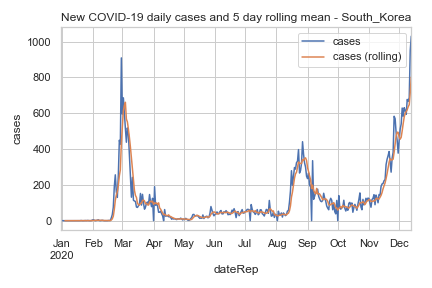 New COVID-19 daily cases and 5 day rolling mean - South_Korea
cases
cases (rolling)
1000
800
600
400
200
0
cases
Jan Feb Mar Apr May Jun Jul Aug Sep Oct Nov Dec
2020
dateRep